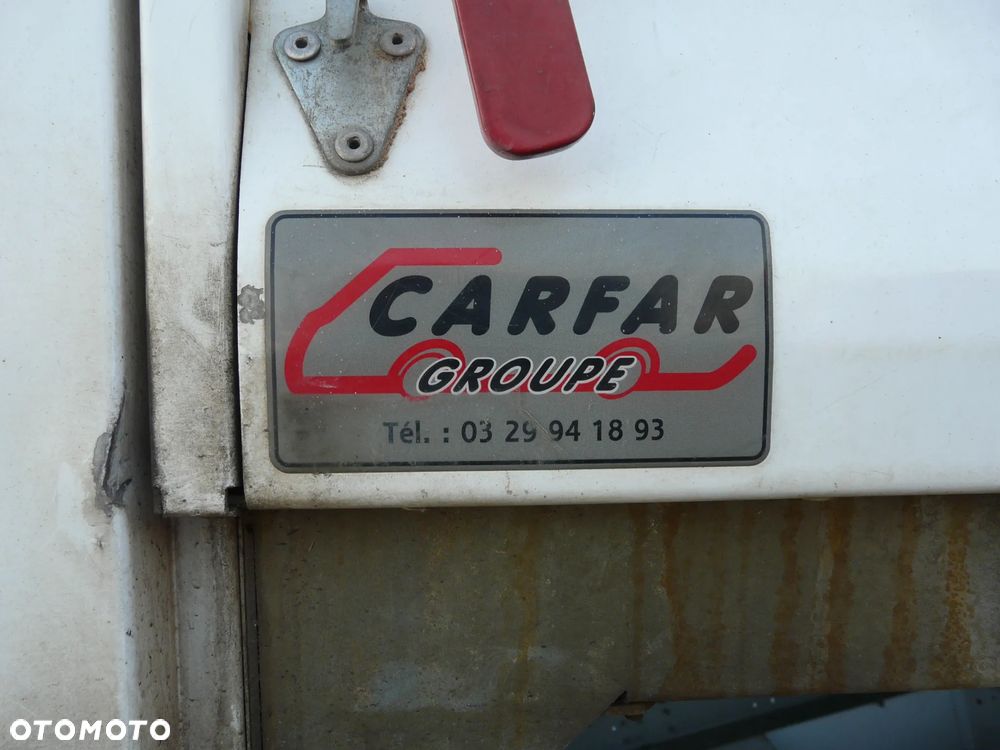 CARFAR
GROUPE
Tél. : 03 29 94 18 93
OTOMOTO